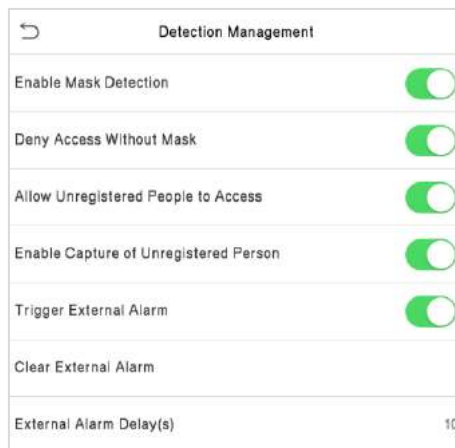 Detection Management
Enable Mask Detection
Deny Access Without Mask
Allow Unregistered People to Access
Enable Capture of Unregistered Person
Trigger External Alarm
Clear External Alarm
External Alarm Delay(s) 10